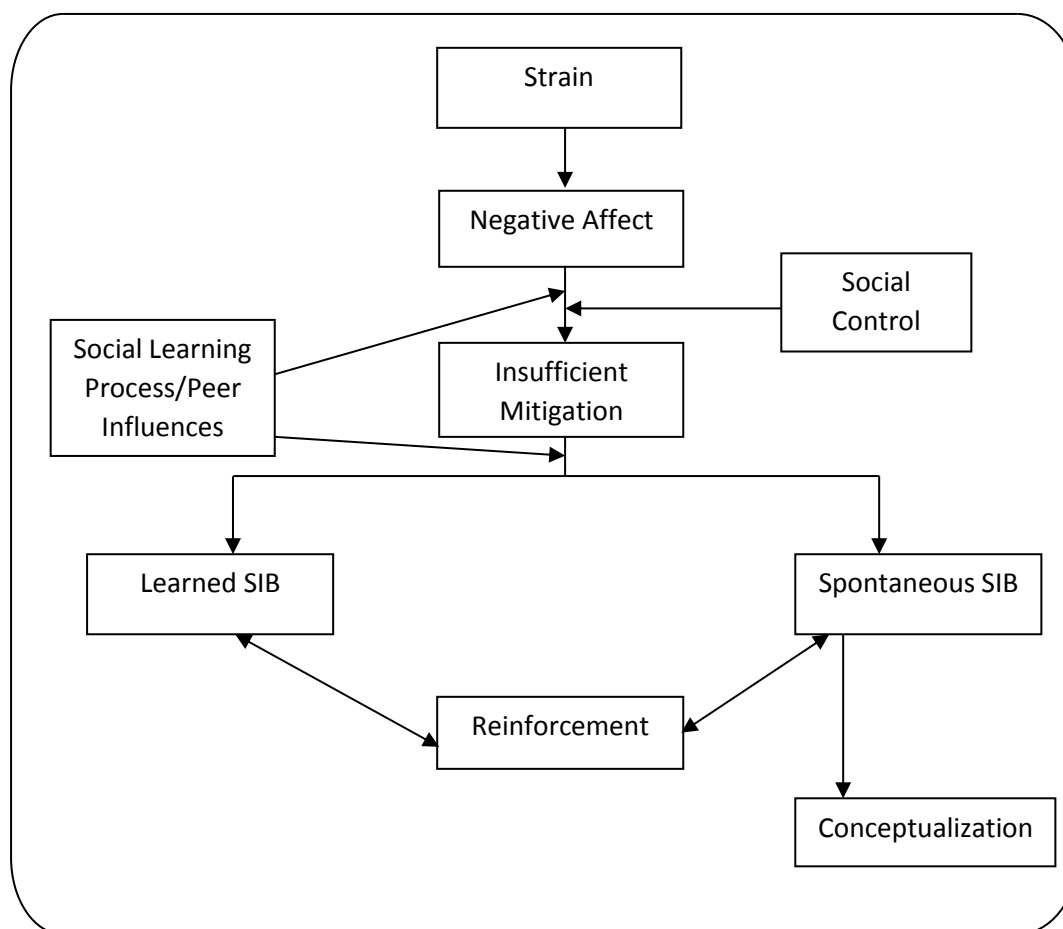 Strain
Negative Affect
Social
Control
Social Learning
Process/Peer
Influences
Insufficient
Mitigation
Learned SIB
Spontaneous SIB
Reinforcement
Conceptualization